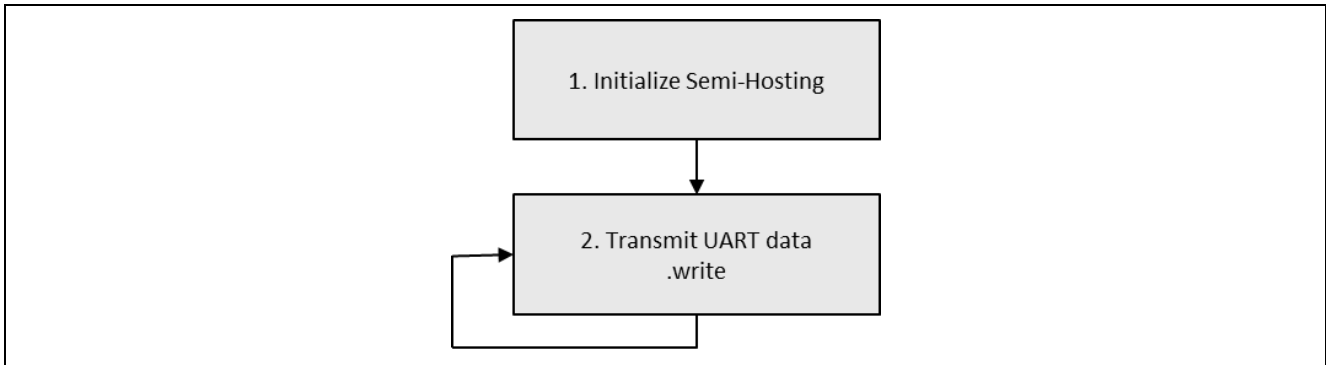 1. Initialize Semi-Hosting
2. Transmit UART data
.write